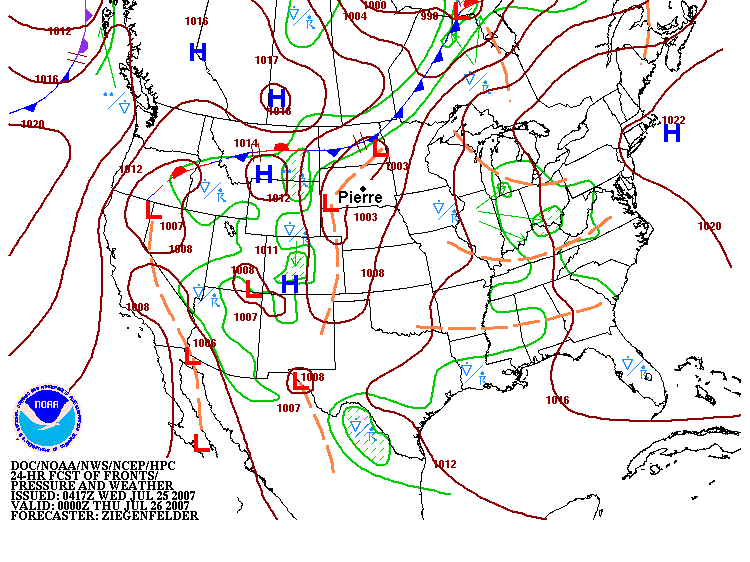 1016
1004
1000
990
1012
H
L
1017
1016
H
1016
1020
1022
H
1014
L
1003
1012
H
1012
Pierre
L
L
1007
1003
1020
1008
1011
1008
1008
H
L
1008
1007
1006
L
1008
L
1007
1016
NOAA
L
1012
DOC/NOAA/NWS/NCEP/HPC
24-HR FCST OF FRONTS/
PRESSURE AND WEATHER
ISSUED: 0417Z WED JUL 25 2007
VALID: 0000Z THU JUL 26 2007
FORECASTER: ZIEGENFELDER